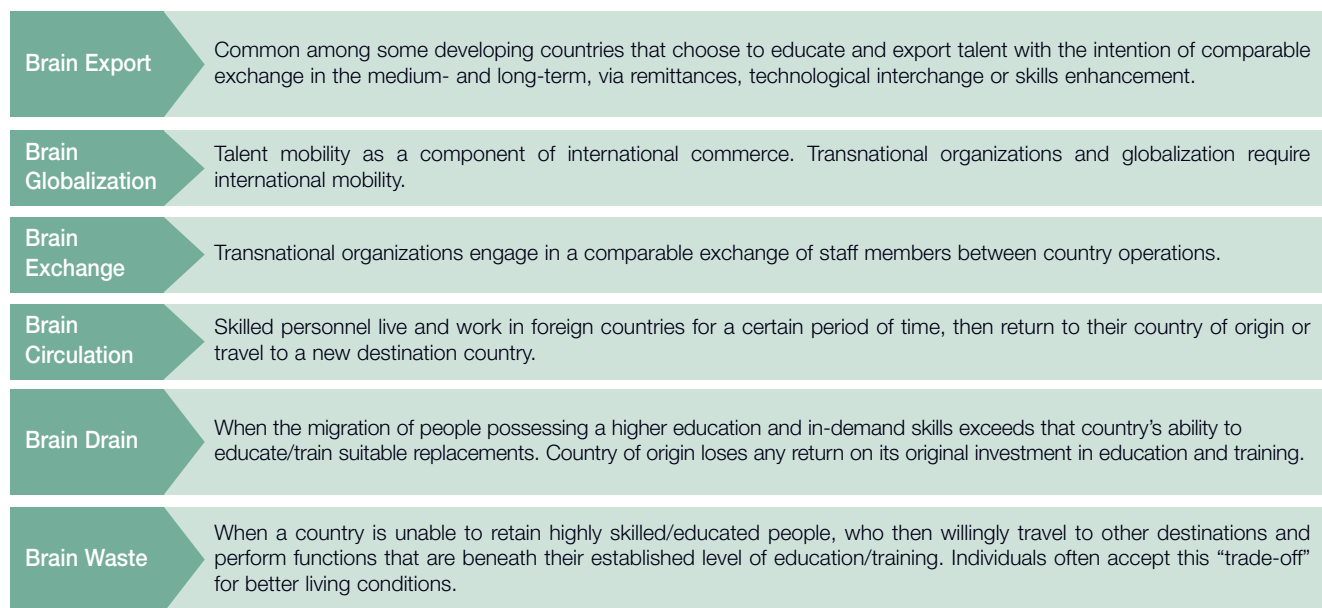 Brain Export
Common among some developing countries that choose to educate and export talent with the intention of comparable
exchange in the medium- and long-term, via remittances, technological interchange or skills enhancement.
Brain
Globalization
Talent mobility as a component of international commerce. Transnational organizations and globalization require
international mobility.
Brain
Exchange
Transnational organizations engage in a comparable exchange of staff members between country operations.
Brain
Circulation
Skilled personnel live and work in foreign countries for a certain period of time, then return to their country of origin or
travel to a new destination country.
Brain Drain
When the migration of people possessing a higher education and in-demand skills exceeds that country’s ability to
educate/train suitable replacements. Country of origin loses any return on its original investment in education and training.
Brain Waste
When a country is unable to retain highly skilled/educated people, who then willingly travel to other destinations and
perform functions that are beneath their established level of education/training. Individuals often accept this “trade-off”
for better living conditions.